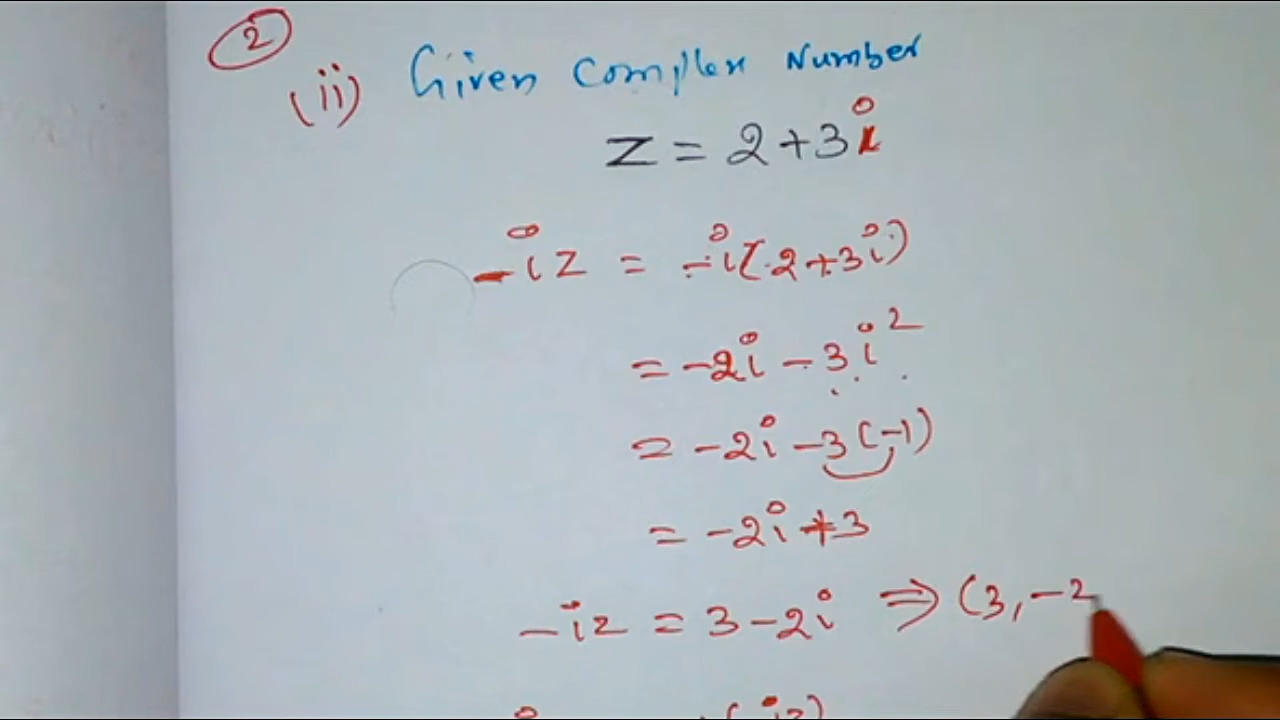 2
(ii) Given Complex Number
z = 2+3i
-iz = -i(2+3i)
= -2i - 3i²
= -2i - 3(-1)
= -2i + 3
-iz = 3-2i ⇒ (3, -2